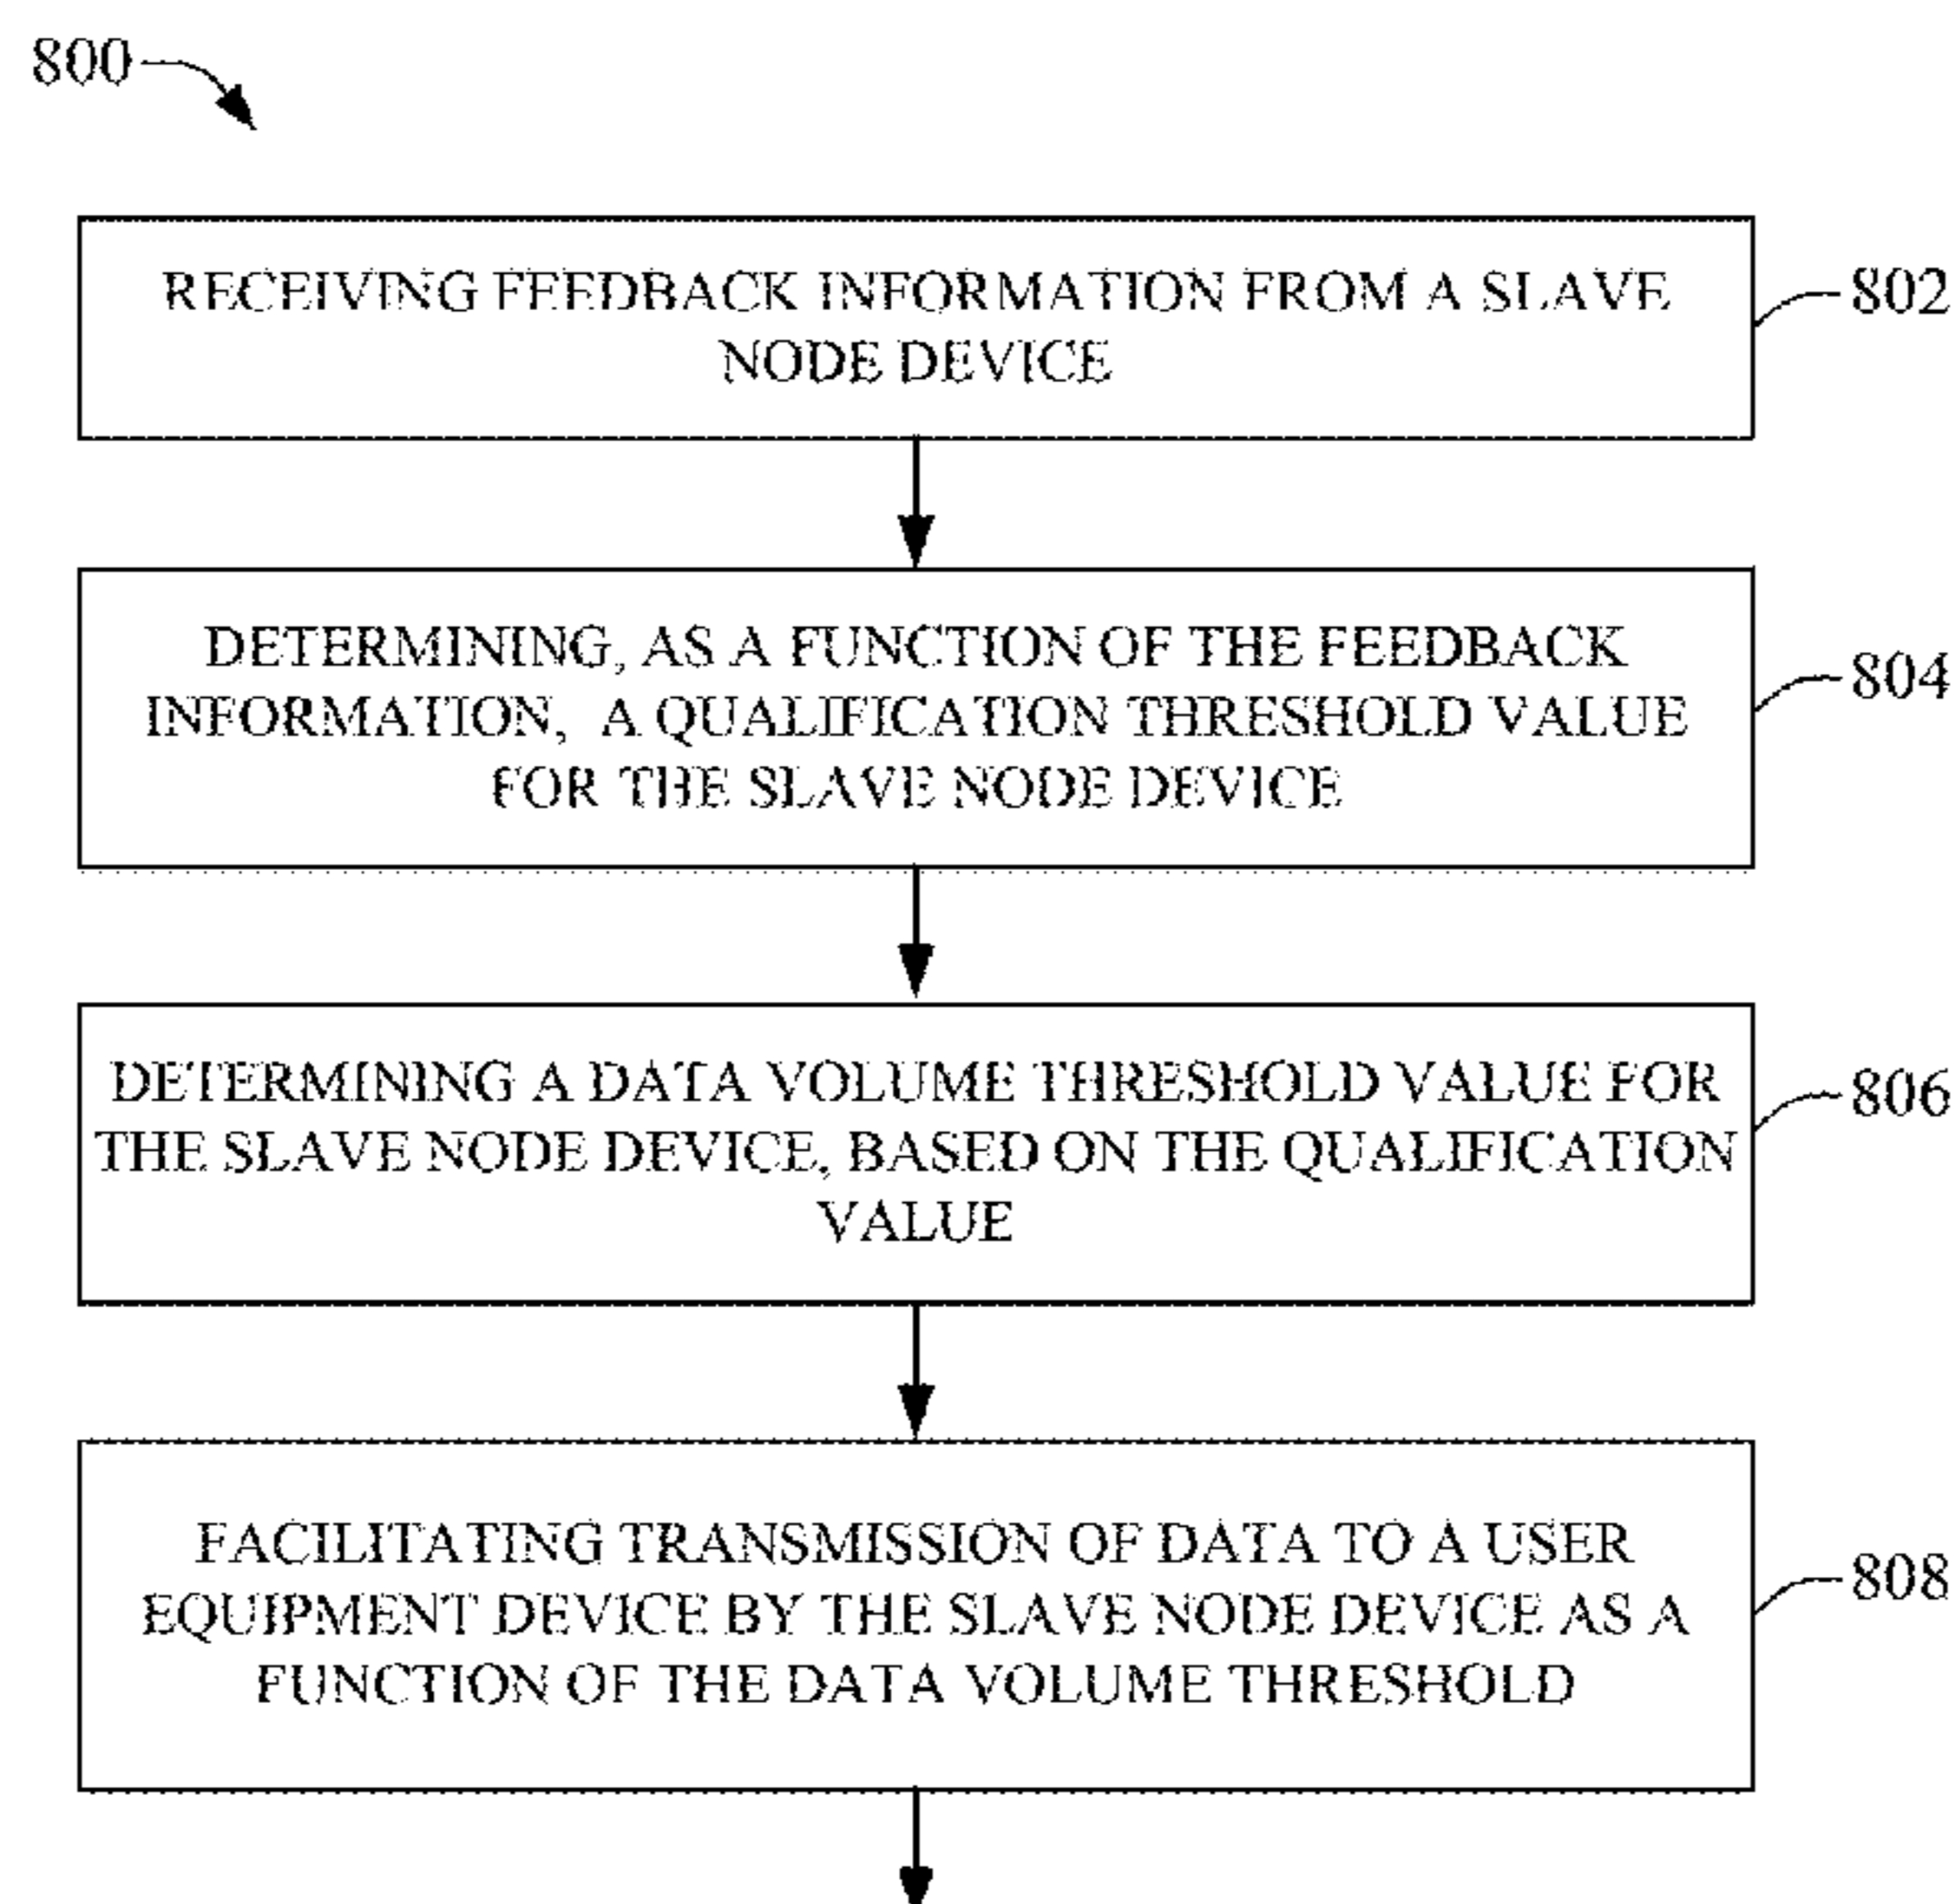 800
RECEIVING FEEDBACK INFORMATION FROM A SLAVE
NODE DEVICE
802
DETERMINING, AS A FUNCTION OF THE FEEDBACK
INFORMATION, A QUALIFICATION THRESHOLD VALUE
FOR THE SLAVE NODE DEVICE
804
DETERMINING A DATA VOLUME THRESHOLD VALUE FOR
THE SLAVE NODE DEVICE, BASED ON THE QUALIFICATION
VALUE
806
FACILITATING TRANSMISSION OF DATA TO A USER
EQUIPMENT DEVICE BY THE SLAVE NODE DEVICE AS A
FUNCTION OF THE DATA VOLUME THRESHOLD
808